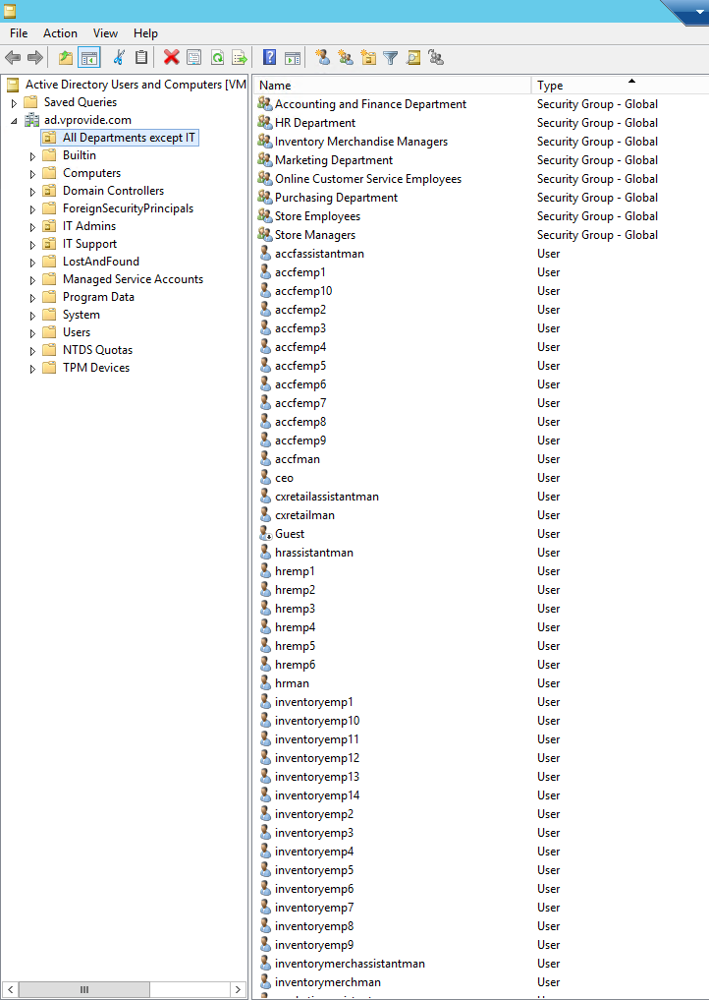 File Action View Help
Active Directory Users and Computers [VM
Saved Queries
ad.vprovide.com
All Departments except IT
Builtin
Computers
Domain Controllers
ForeignSecurityPrincipals
IT Admins
IT Support
LostAndFound
Managed Service Accounts
Program Data
System
Users
NTDS Quotas
TPM Devices
Name Type
Accounting and Finance Department Security Group - Global
HR Department Security Group - Global
Inventory Merchandise Managers Security Group - Global
Marketing Department Security Group - Global
Online Customer Service Employees Security Group - Global
Purchasing Department Security Group - Global
Store Employees Security Group - Global
Store Managers Security Group - Global
accfassistantman User
accfemp1 User
accfemp10 User
accfemp2 User
accfemp3 User
accfemp4 User
accfemp5 User
accfemp6 User
accfemp7 User
accfemp8 User
accfemp9 User
accfman User
ceo User
cxretailassistantman User
cxretailman User
Guest User
hrassistantman User
hremp1 User
hremp2 User
hremp3 User
hremp4 User
hremp5 User
hremp6 User
hrman User
inventoryemp1 User
inventoryemp10 User
inventoryemp11 User
inventoryemp12 User
inventoryemp13 User
inventoryemp14 User
inventoryemp2 User
inventoryemp3 User
inventoryemp4 User
inventoryemp5 User
inventoryemp6 User
inventoryemp7 User
inventoryemp8 User
inventoryemp9 User
inventorymerchassistantman User
inventorymerchman User